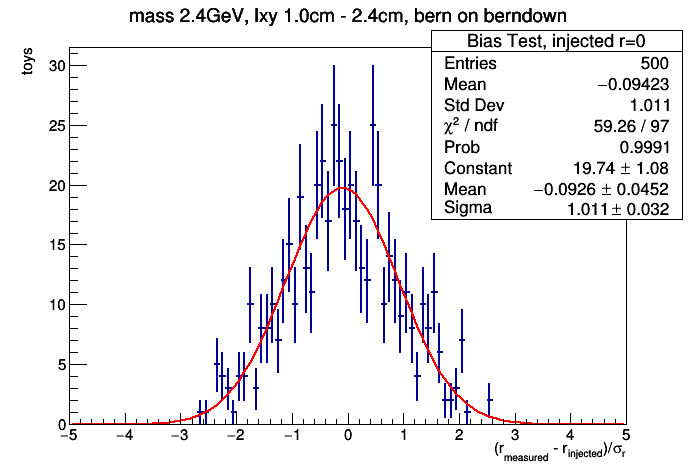 mass 2.4GeV, lxy 1.0cm - 2.4cm, bern on berndown
Bias Test, injected r=0
Entries 500
Mean −0.09423
Std Dev 1.011
χ² / ndf 59.26 / 97
Prob 0.9991
Constant 19.74 ± 1.08
Mean −0.0926 ± 0.0452
Sigma 1.011 ± 0.032
toys
30
25
20
15
10
5
0
−5 −4 −3 −2 −1 0 1 2 3 4 5
(r_measured - r_injected)/σ_r